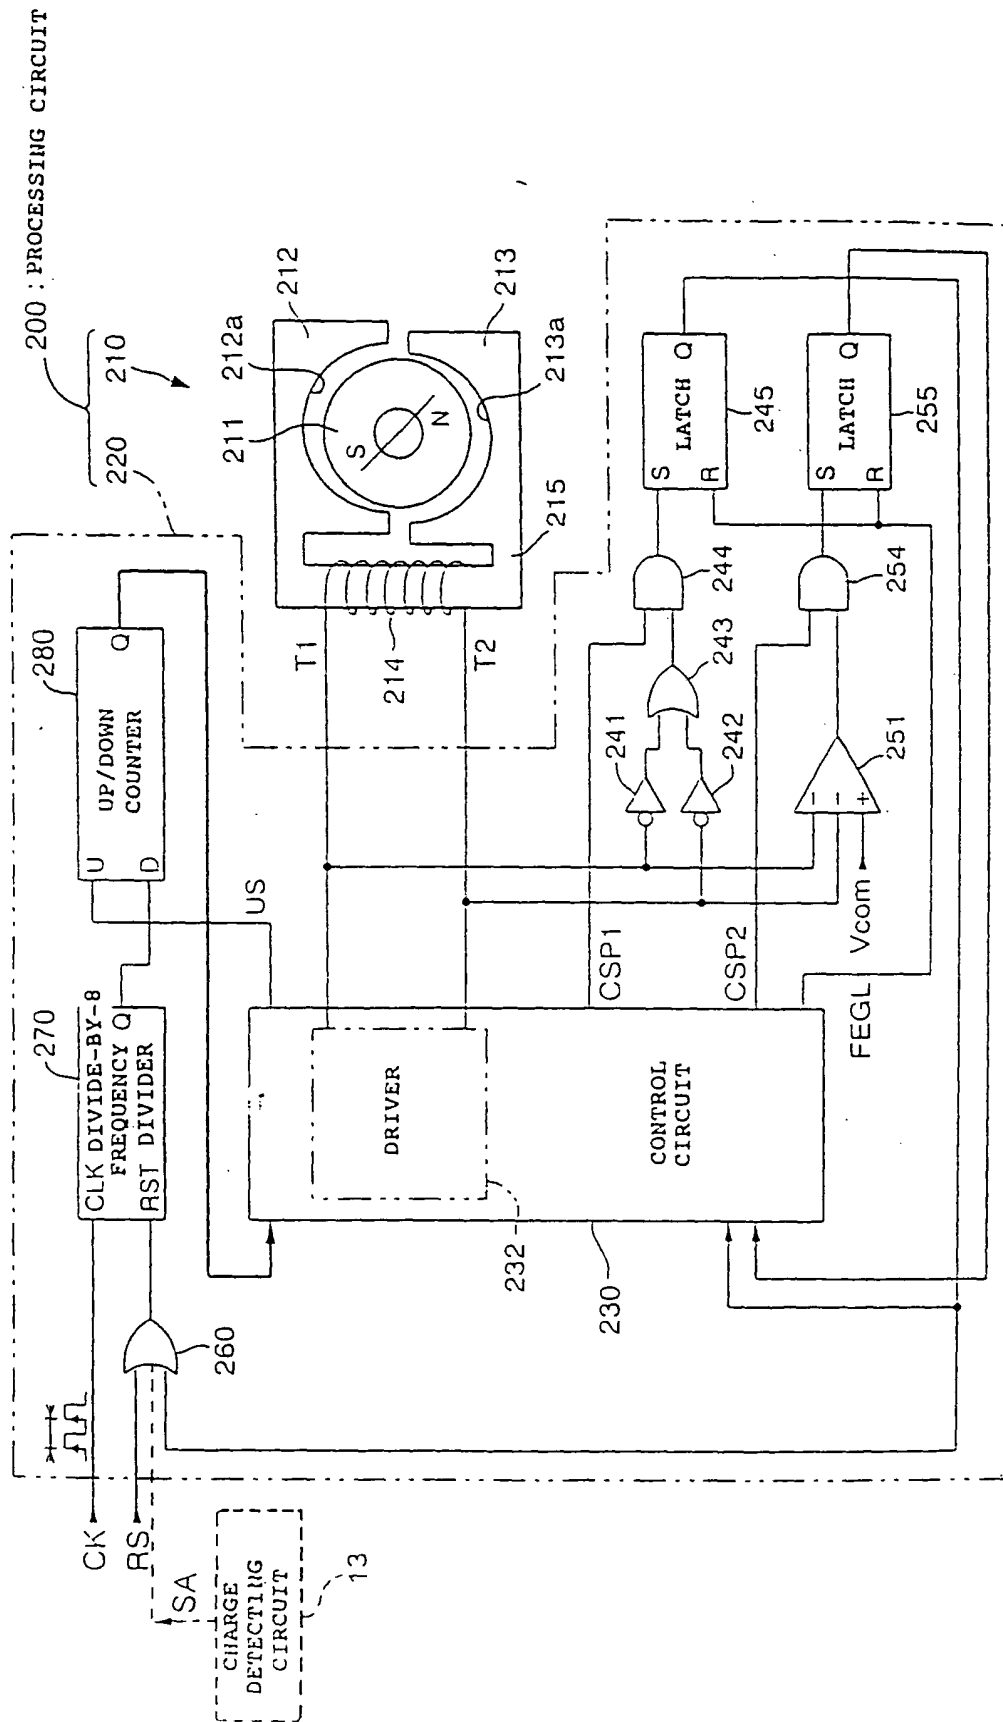 200 : PROCESSING CIRCUIT
220
210
CK
RS
SA
CHARGE
DETECTING
CIRCUIT
13
260
270
CLK DIVIDE-BY-8
FREQUENCY Q
RST DIVIDER
280
U
UP/DOWN
COUNTER
D
Q
US
230
232
DRIVER
CONTROL
CIRCUIT
T1
T2
214
215
211
212a
212
213
213a
S
N
CSP1
CSP2
FEGL
Vcom
241
242
243
244
S
LATCH
R
Q
245
251
−
−
+
254
S
LATCH
R
Q
255